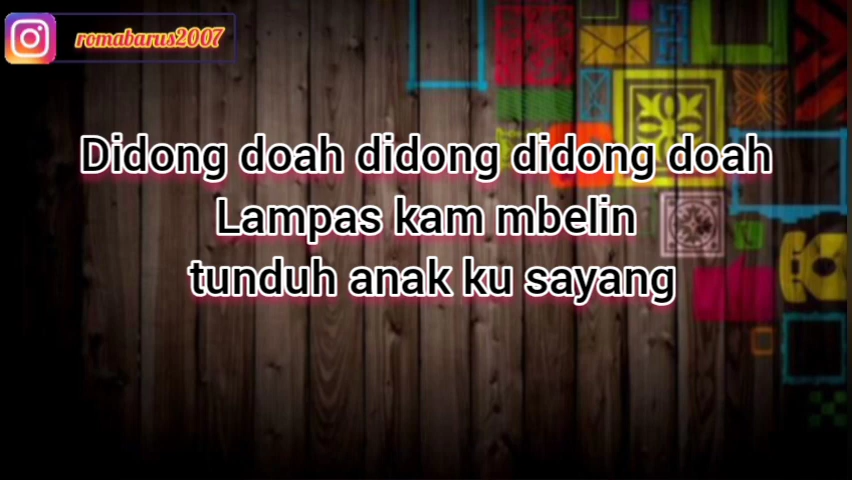 romabarus2007
Didong doah didong didong doah
Lampas kam mbelin
tunduh anak ku sayang